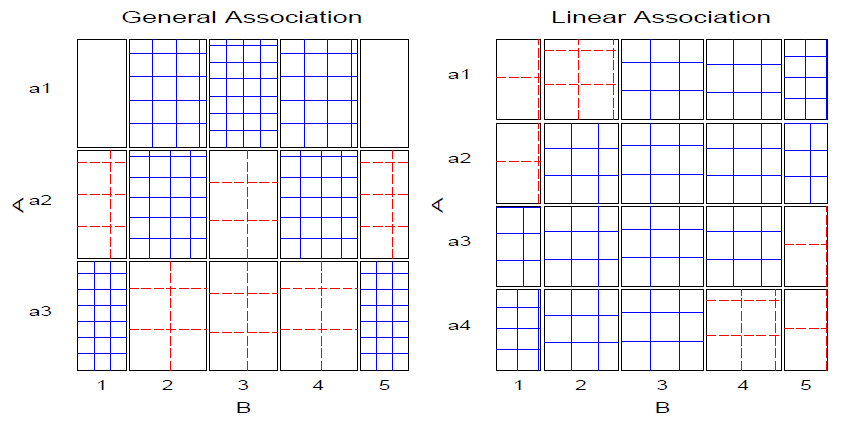 General Association
a1
A
a2
a3
1 2 3 4 5
B
Linear Association
a1
a2
A
a3
a4
1 2 3 4 5
B